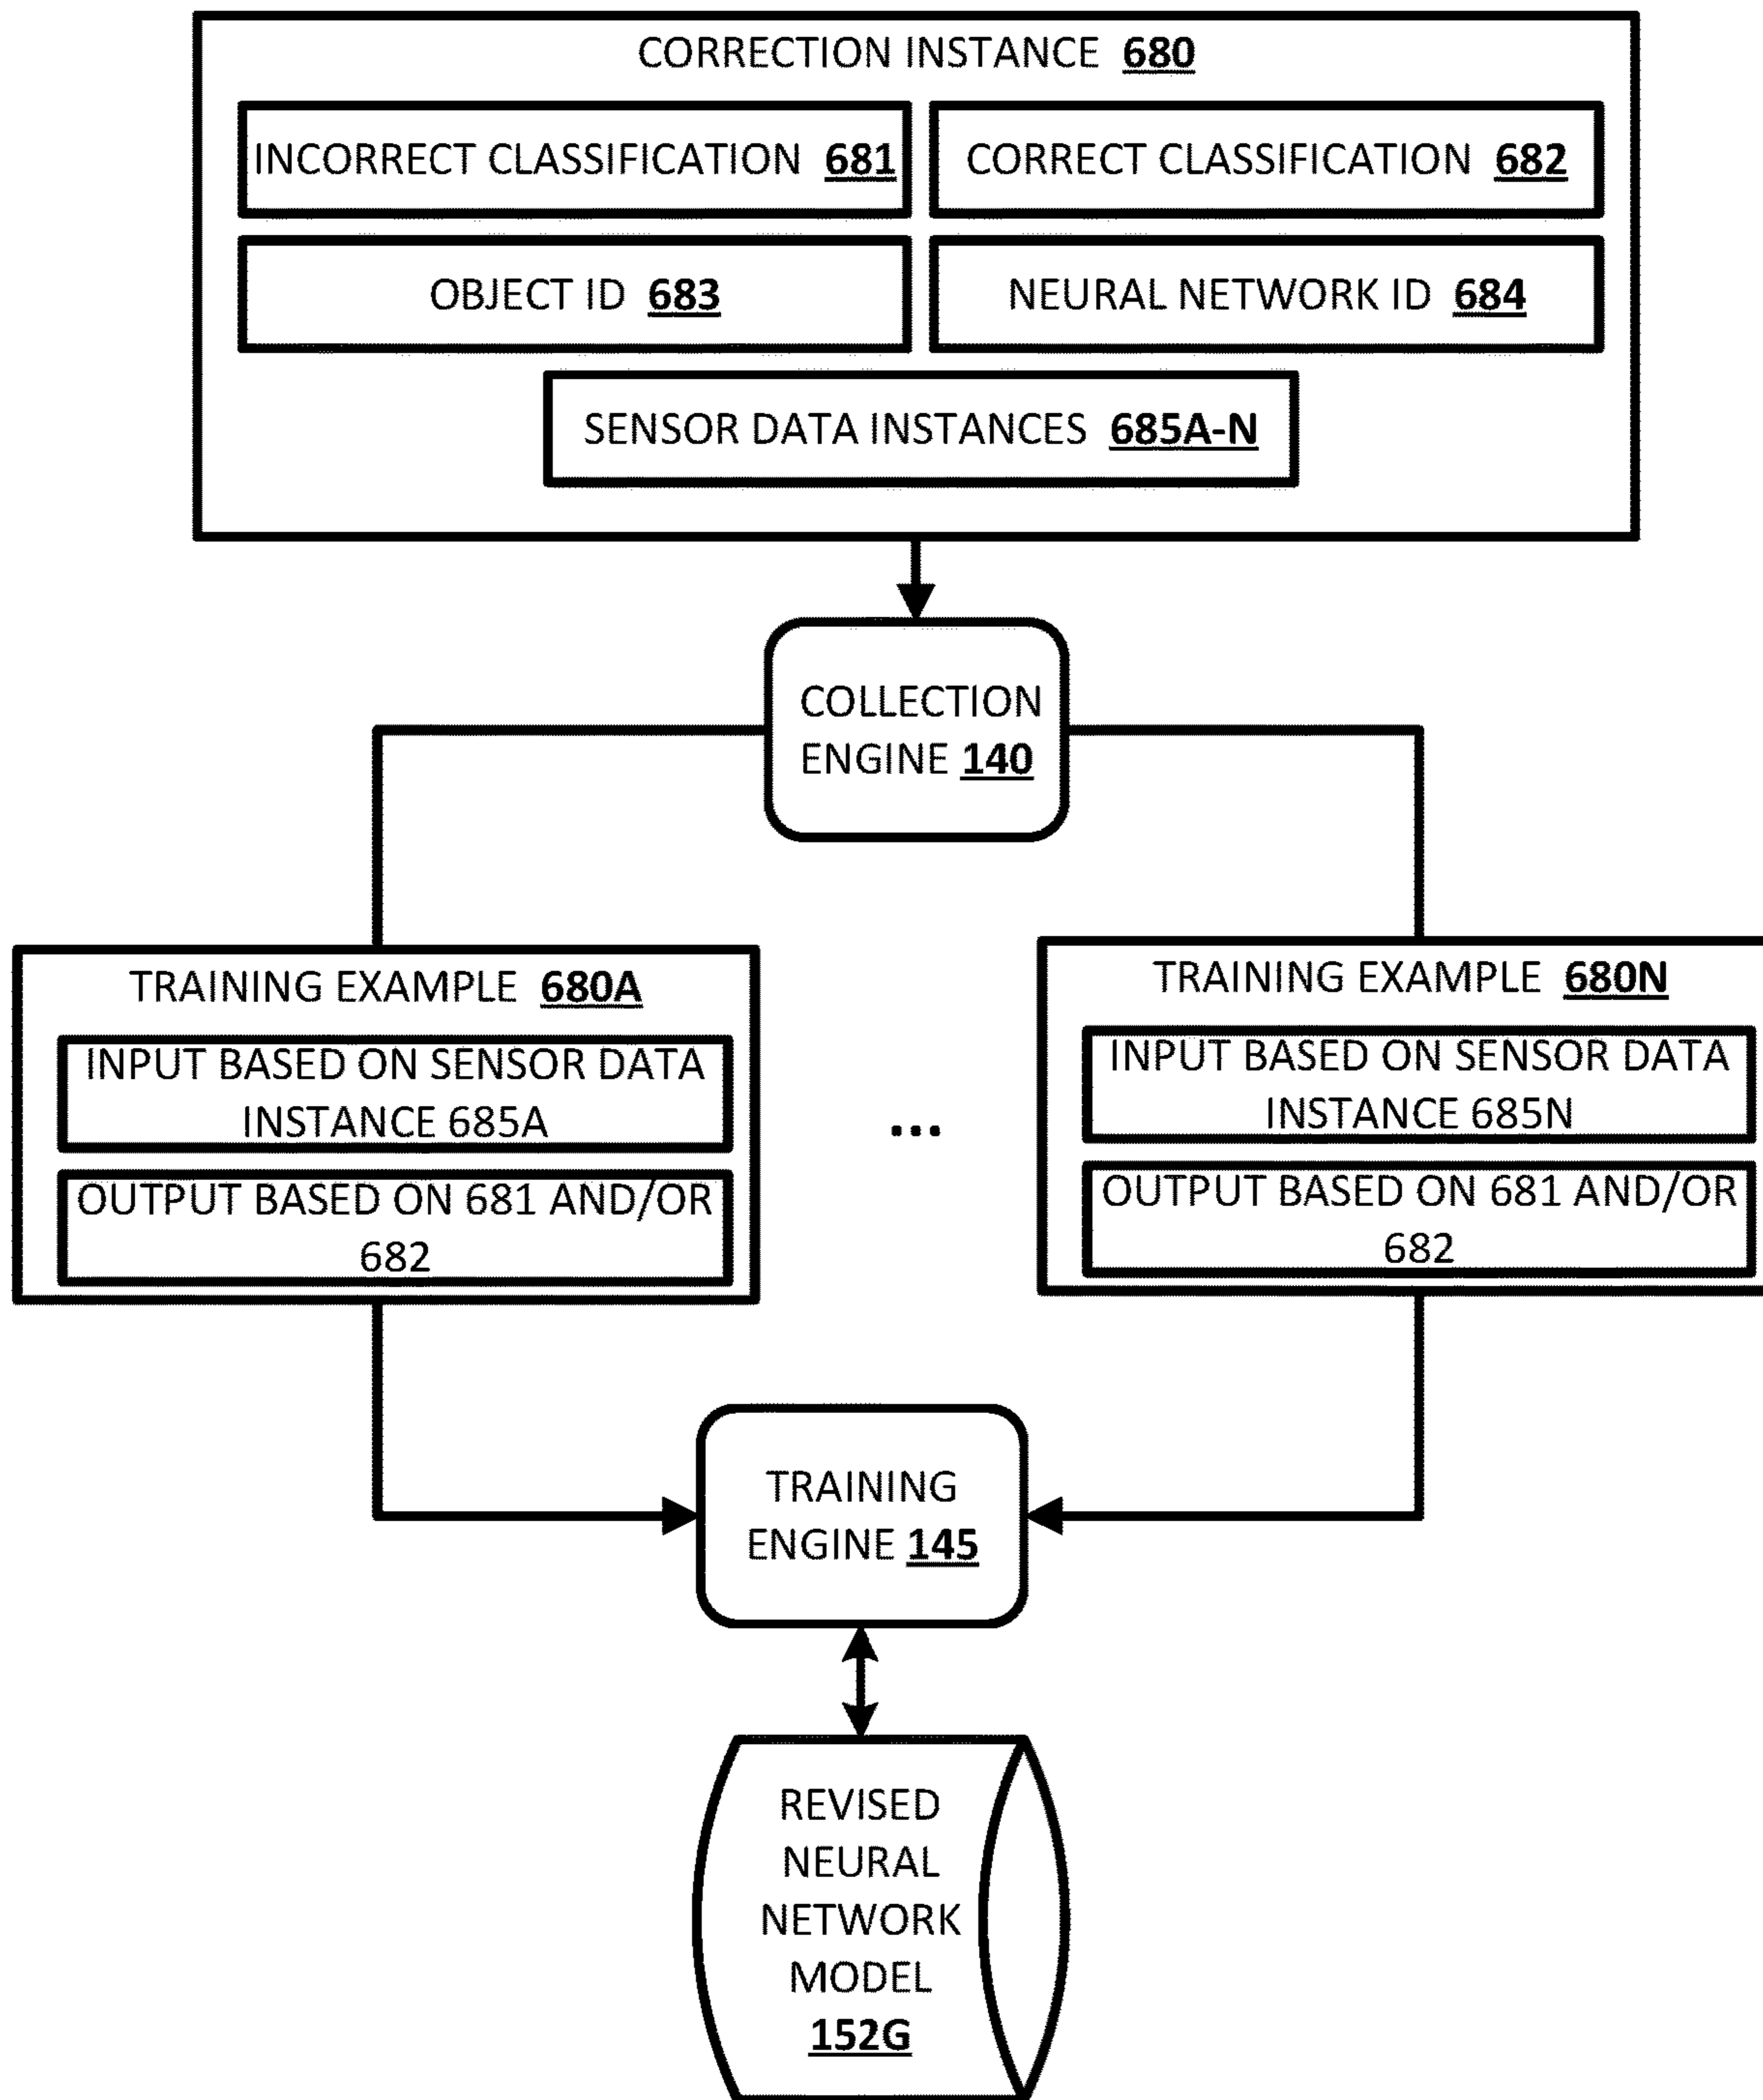 CORRECTION INSTANCE 680
INCORRECT CLASSIFICATION 681
CORRECT CLASSIFICATION 682
OBJECT ID 683
NEURAL NETWORK ID 684
SENSOR DATA INSTANCES 685A-N
COLLECTION
ENGINE 140
TRAINING EXAMPLE 680A
INPUT BASED ON SENSOR DATA
INSTANCE 685A
OUTPUT BASED ON 681 AND/OR
682
...
TRAINING EXAMPLE 680N
INPUT BASED ON SENSOR DATA
INSTANCE 685N
OUTPUT BASED ON 681 AND/OR
682
TRAINING
ENGINE 145
REVISED
NEURAL
NETWORK
MODEL
152G